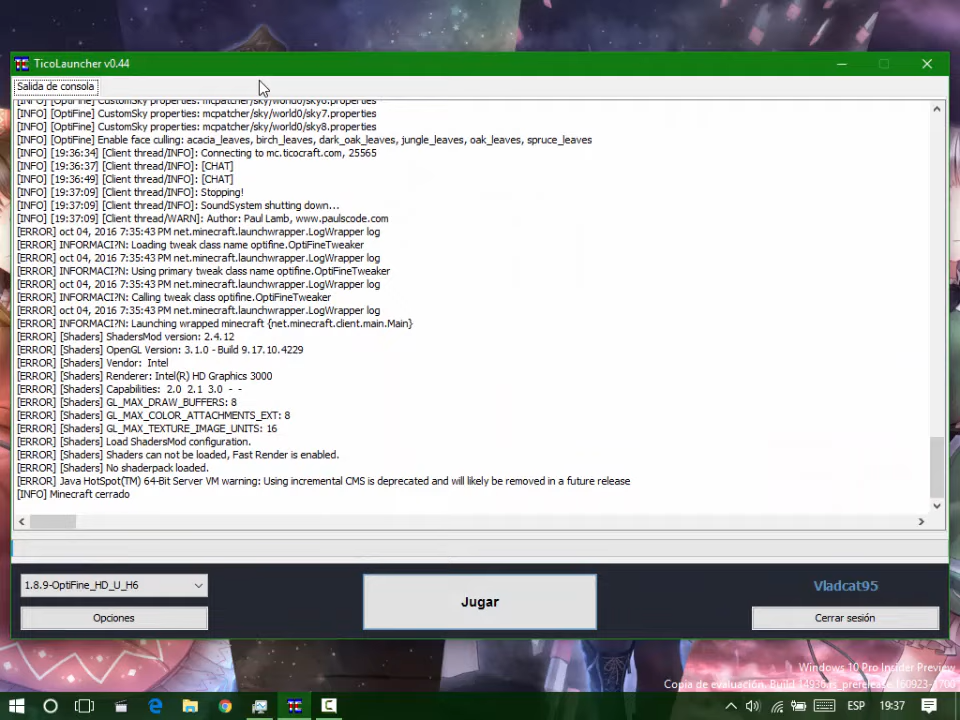 TicoLauncher v0.44
Salida de consola
[INFO] [OptiFine] CustomSky properties: mcpatcher/sky/world0/sky6.properties
[INFO] [OptiFine] CustomSky properties: mcpatcher/sky/world0/sky7.properties
[INFO] [OptiFine] CustomSky properties: mcpatcher/sky/world0/sky8.properties
[INFO] [OptiFine] Enable face culling: acacia_leaves, birch_leaves, dark_oak_leaves, jungle_leaves, oak_leaves, spruce_leaves
[INFO] [19:36:34] [Client thread/INFO]: Connecting to mc.ticocraft.com, 25565
[INFO] [19:36:37] [Client thread/INFO]: [CHAT]
[INFO] [19:36:49] [Client thread/INFO]: [CHAT]
[INFO] [19:37:09] [Client thread/INFO]: Stopping!
[INFO] [19:37:09] [Client thread/INFO]: SoundSystem shutting down...
[INFO] [19:37:09] [Client thread/WARN]: Author: Paul Lamb, www.paulscode.com
[ERROR] oct 04, 2016 7:35:43 PM net.minecraft.launchwrapper.LogWrapper log
[ERROR] INFORMACI?N: Loading tweak class name optifine.OptiFineTweaker
[ERROR] oct 04, 2016 7:35:43 PM net.minecraft.launchwrapper.LogWrapper log
[ERROR] INFORMACI?N: Using primary tweak class name optifine.OptiFineTweaker
[ERROR] oct 04, 2016 7:35:43 PM net.minecraft.launchwrapper.LogWrapper log
[ERROR] INFORMACI?N: Calling tweak class optifine.OptiFineTweaker
[ERROR] oct 04, 2016 7:35:43 PM net.minecraft.launchwrapper.LogWrapper log
[ERROR] INFORMACI?N: Launching wrapped minecraft {net.minecraft.client.main.Main}
[ERROR] [Shaders] ShadersMod version: 2.4.12
[ERROR] [Shaders] OpenGL Version: 3.1.0 - Build 9.17.10.4229
[ERROR] [Shaders] Vendor:  Intel
[ERROR] [Shaders] Renderer: Intel(R) HD Graphics 3000
[ERROR] [Shaders] Capabilities:  2.0  2.1  3.0  -  -
[ERROR] [Shaders] GL_MAX_DRAW_BUFFERS: 8
[ERROR] [Shaders] GL_MAX_COLOR_ATTACHMENTS_EXT: 8
[ERROR] [Shaders] GL_MAX_TEXTURE_IMAGE_UNITS: 16
[ERROR] [Shaders] Load ShadersMod configuration.
[ERROR] [Shaders] Shaders can not be loaded, Fast Render is enabled.
[ERROR] [Shaders] No shaderpack loaded.
[ERROR] Java HotSpot(TM) 64-Bit Server VM warning: Using incremental CMS is deprecated and will likely be removed in a future release
[INFO] Minecraft cerrado
1.8.9-OptiFine_HD_U_H6
Opciones
Jugar
Vladcat95
Cerrar sesión
Windows 10 Pro Insider Preview
Copia de evaluación. Build 14936.rs_prerelease.160923-1700
ESP
19:37